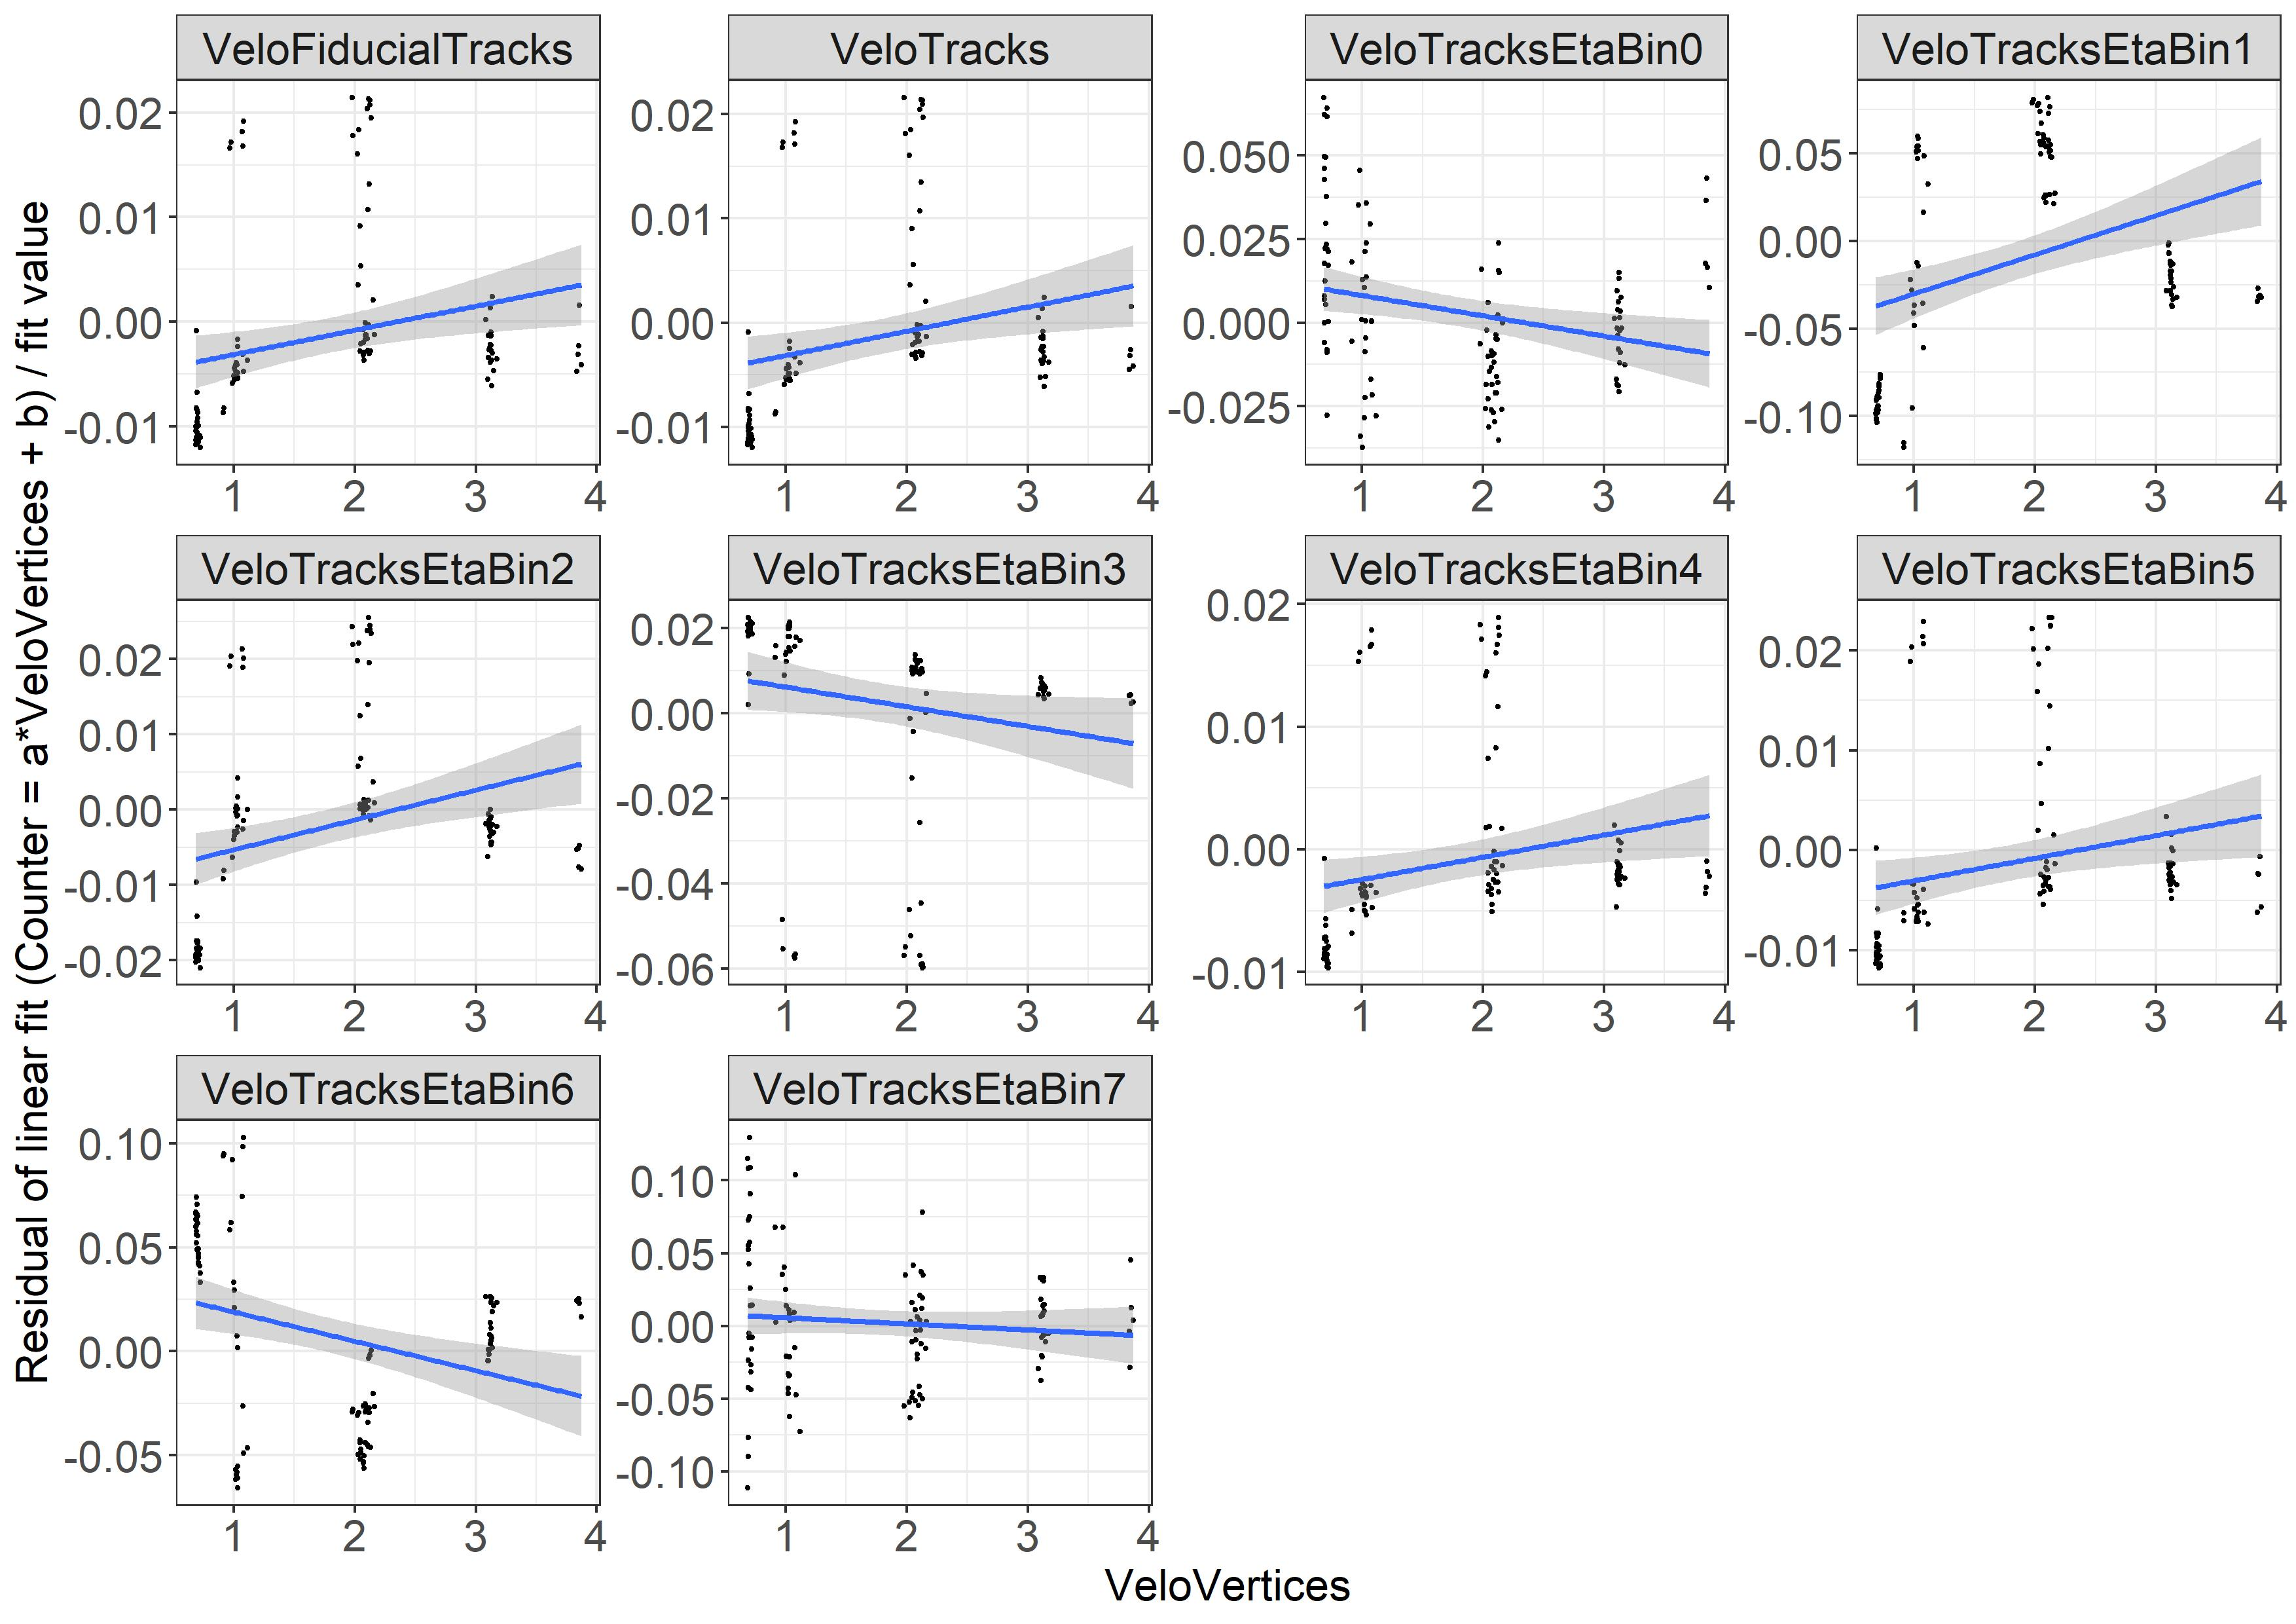 Residual of linear fit (Counter = a*VeloVertices + b) / fit value
VeloFiducialTracks
0.02
0.01
0.00
-0.01
1 2 3 4
VeloTracks
0.02
0.01
0.00
-0.01
1 2 3 4
VeloTracksEtaBin0
0.050
0.025
0.000
-0.025
1 2 3 4
VeloTracksEtaBin1
0.05
0.00
-0.05
-0.10
1 2 3 4
VeloTracksEtaBin2
0.02
0.01
0.00
-0.01
-0.02
1 2 3 4
VeloTracksEtaBin3
0.02
0.00
-0.02
-0.04
-0.06
1 2 3 4
VeloTracksEtaBin4
0.02
0.01
0.00
-0.01
1 2 3 4
VeloTracksEtaBin5
0.02
0.01
0.00
-0.01
1 2 3 4
VeloTracksEtaBin6
0.10
0.05
0.00
-0.05
1 2 3 4
VeloTracksEtaBin7
0.10
0.05
0.00
-0.05
-0.10
1 2 3 4
VeloVertices